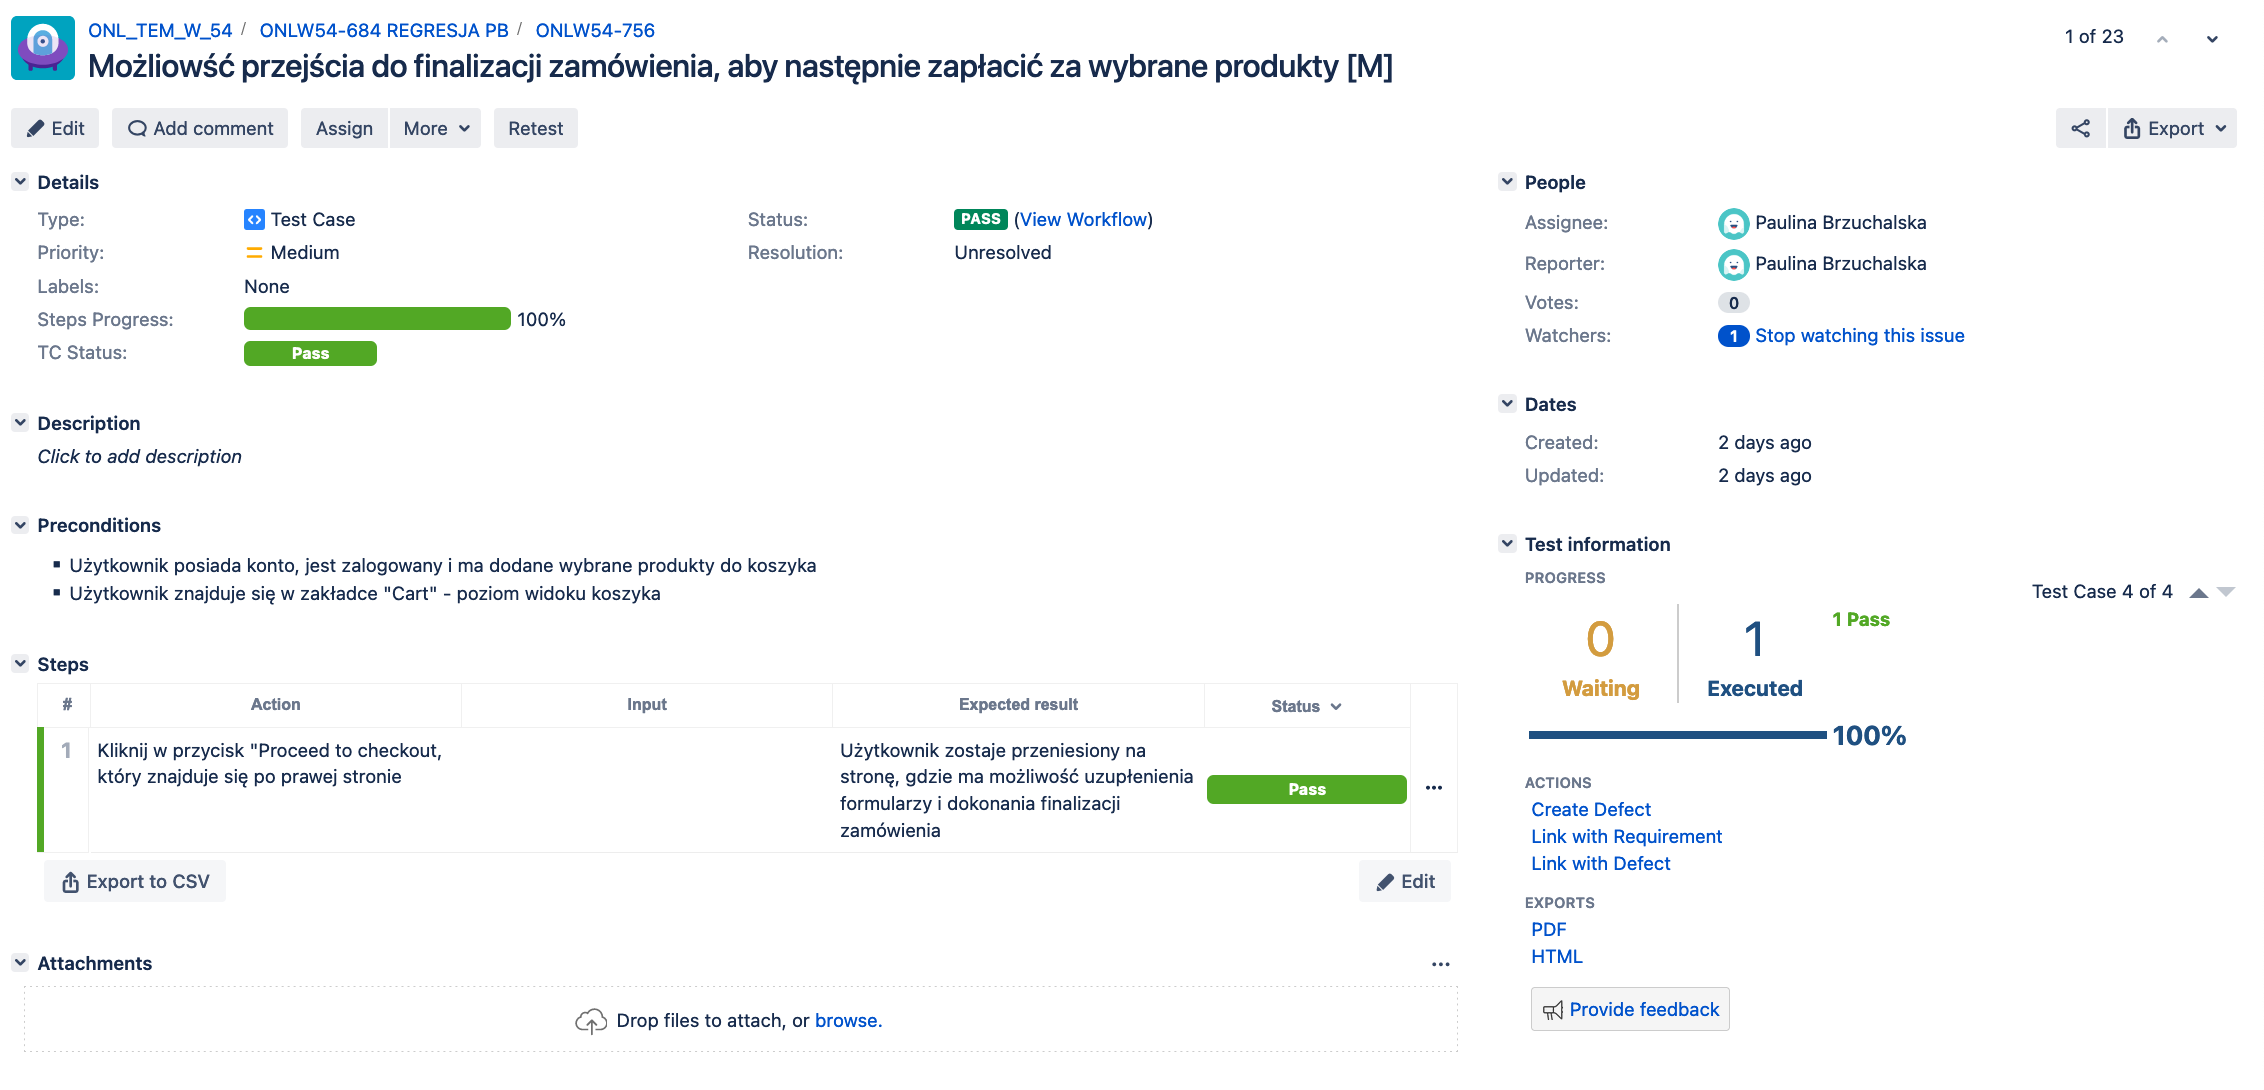 ONL_TEM_W_54 / ONLW54-684 REGRESJA PB / ONLW54-756
1 of 23
Możliowść przejścia do finalizacji zamówienia, aby następnie zapłacić za wybrane produkty [M]
Edit
Add comment
Assign
More
Retest
Export
Details
Type: Test Case
Status: PASS (View Workflow)
Priority: Medium
Resolution: Unresolved
Labels: None
Steps Progress: 100%
TC Status: Pass
Description
Click to add description
Preconditions
▪ Użytkownik posiada konto, jest zalogowany i ma dodane wybrane produkty do koszyka
▪ Użytkownik znajduje się w zakładce "Cart" - poziom widoku koszyka
Steps
# Action Input Expected result Status
1
Kliknij w przycisk "Proceed to checkout,
który znajduje się po prawej stronie
Użytkownik zostaje przeniesiony na
stronę, gdzie ma możliwość uzupłenienia
formularzy i dokonania finalizacji
zamówienia
Pass
Export to CSV
Edit
Attachments
Drop files to attach, or browse.
People
Assignee: Paulina Brzuchalska
Reporter: Paulina Brzuchalska
Votes: 0
Watchers: 1 Stop watching this issue
Dates
Created: 2 days ago
Updated: 2 days ago
Test information
PROGRESS
Test Case 4 of 4
0
Waiting
1
Executed
1 Pass
100%
ACTIONS
Create Defect
Link with Requirement
Link with Defect
EXPORTS
PDF
HTML
Provide feedback